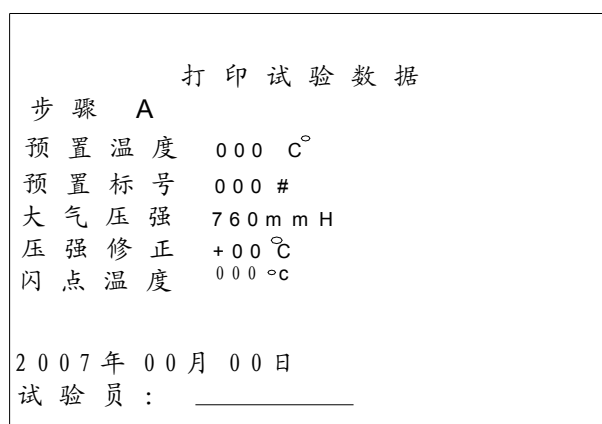 打印试验数据
步骤 A
预置温度 000 C°
预置标号 000 #
大气压强 760mmH
压强修正 +00℃
闪点温度 000 °C
2007年 00月 00日
试验员: ________